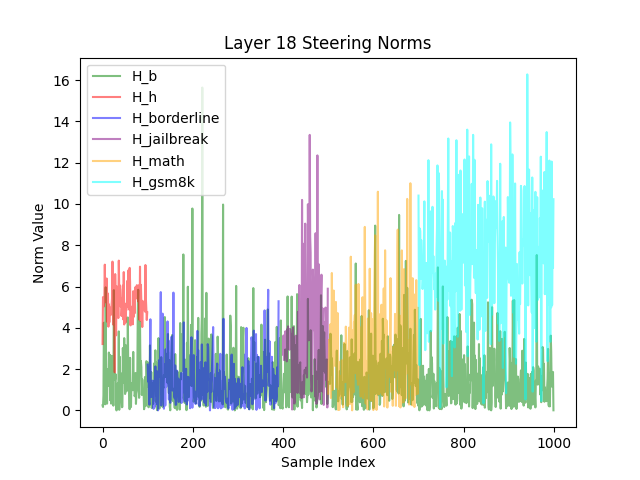 Layer 18 Steering Norms
H_b
H_h
H_borderline
H_jailbreak
H_math
H_gsm8k
Norm Value
16
14
12
10
8
6
4
2
0
0 200 400 600 800 1000
Sample Index